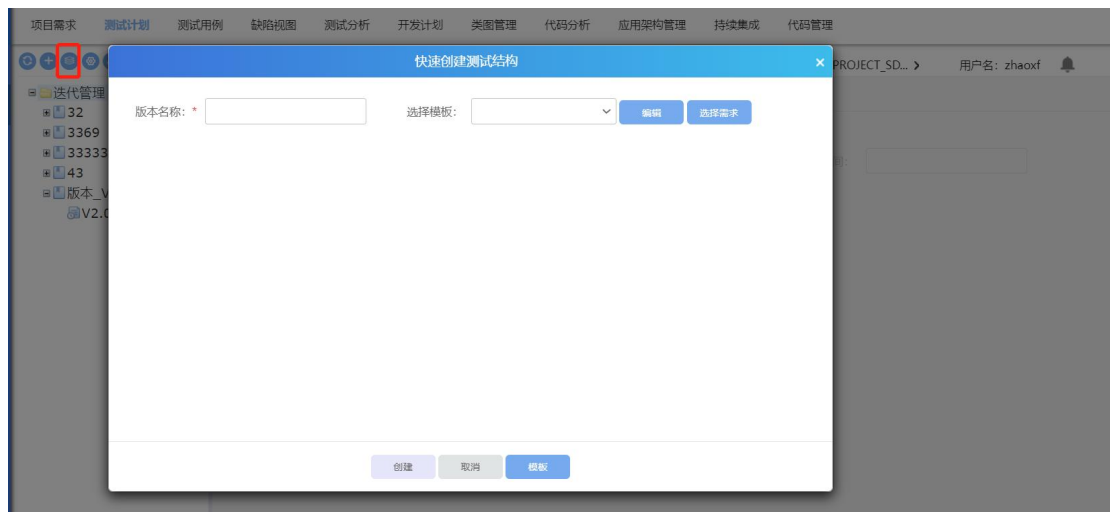 项目需求 测试计划 测试用例 缺陷视图 测试分析 开发计划 类图管理 代码分析 应用架构管理 持续集成 代码管理
快速创建测试结构 ×
PROJECT_SD... 用户名: zhaoxf
迭代管理
版本名称: * 选择模板: 编辑 选择需求
32
3369
33333
43
版本_V
V2.0
创建 取消 模板